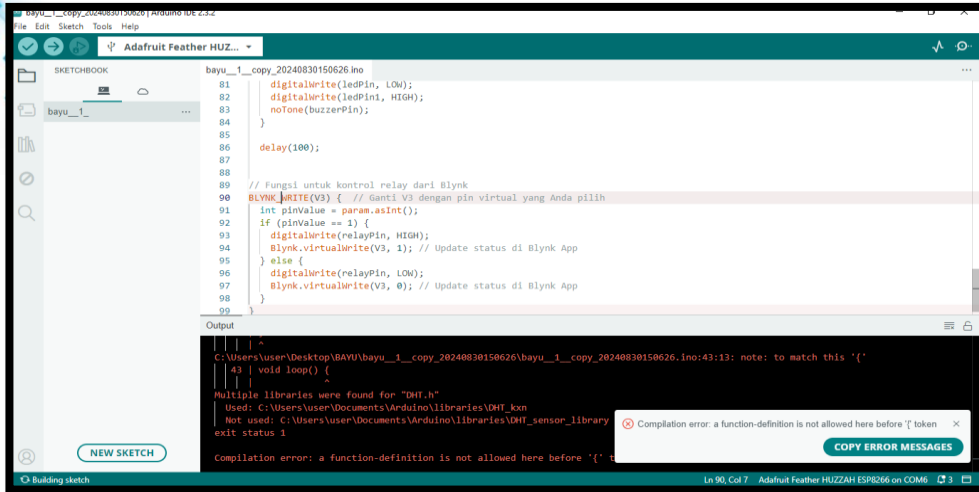 bayu__1__copy_20240830150626 | Arduino IDE 2.3.2
File Edit Sketch Tools Help
Adafruit Feather HUZ...
SKETCHBOOK
bayu__1_
NEW SKETCH
bayu__1__copy_20240830150626.ino
81 digitalWrite(ledPin, LOW);
82 digitalWrite(ledPin1, HIGH);
83 noTone(buzzerPin);
84 }
85
86 delay(100);
87
88
89 // Fungsi untuk kontrol relay dari Blynk
90 BLYNK_WRITE(V3) { // Ganti V3 dengan pin virtual yang Anda pilih
91 int pinValue = param.asInt();
92 if (pinValue == 1) {
93 digitalWrite(relayPin, HIGH);
94 Blynk.virtualWrite(V3, 1); // Update status di Blynk App
95 } else {
96 digitalWrite(relayPin, LOW);
97 Blynk.virtualWrite(V3, 0); // Update status di Blynk App
98 }
99 }
Output
| | | ^
C:\Users\user\Desktop\BAYU\bayu__1__copy_20240830150626\bayu__1__copy_20240830150626.ino:43:13: note: to match this '{'
| 43 | void loop() {
| | | ^
Multiple libraries were found for "DHT.h"
Used: C:\Users\user\Documents\Arduino\libraries\DHT_kxn
Not used: C:\Users\user\Documents\Arduino\libraries\DHT_sensor_library
exit status 1
Compilation error: a function-definition is not allowed here before '{' t
Compilation error: a function-definition is not allowed here before '{' token
COPY ERROR MESSAGES
Building sketch
Ln 90, Col 7 Adafruit Feather HUZZAH ESP8266 on COM6 3